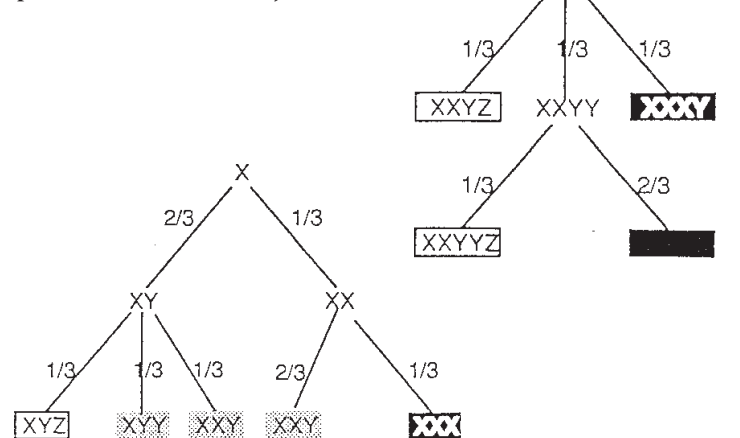 1/3 1/3 1/3
XXYZ XXYY XXXY
1/3 2/3
XXYYZ
X
2/3 1/3
XY XX
1/3 1/3 1/3 2/3 1/3
XYZ XYY XXY XXY XXX